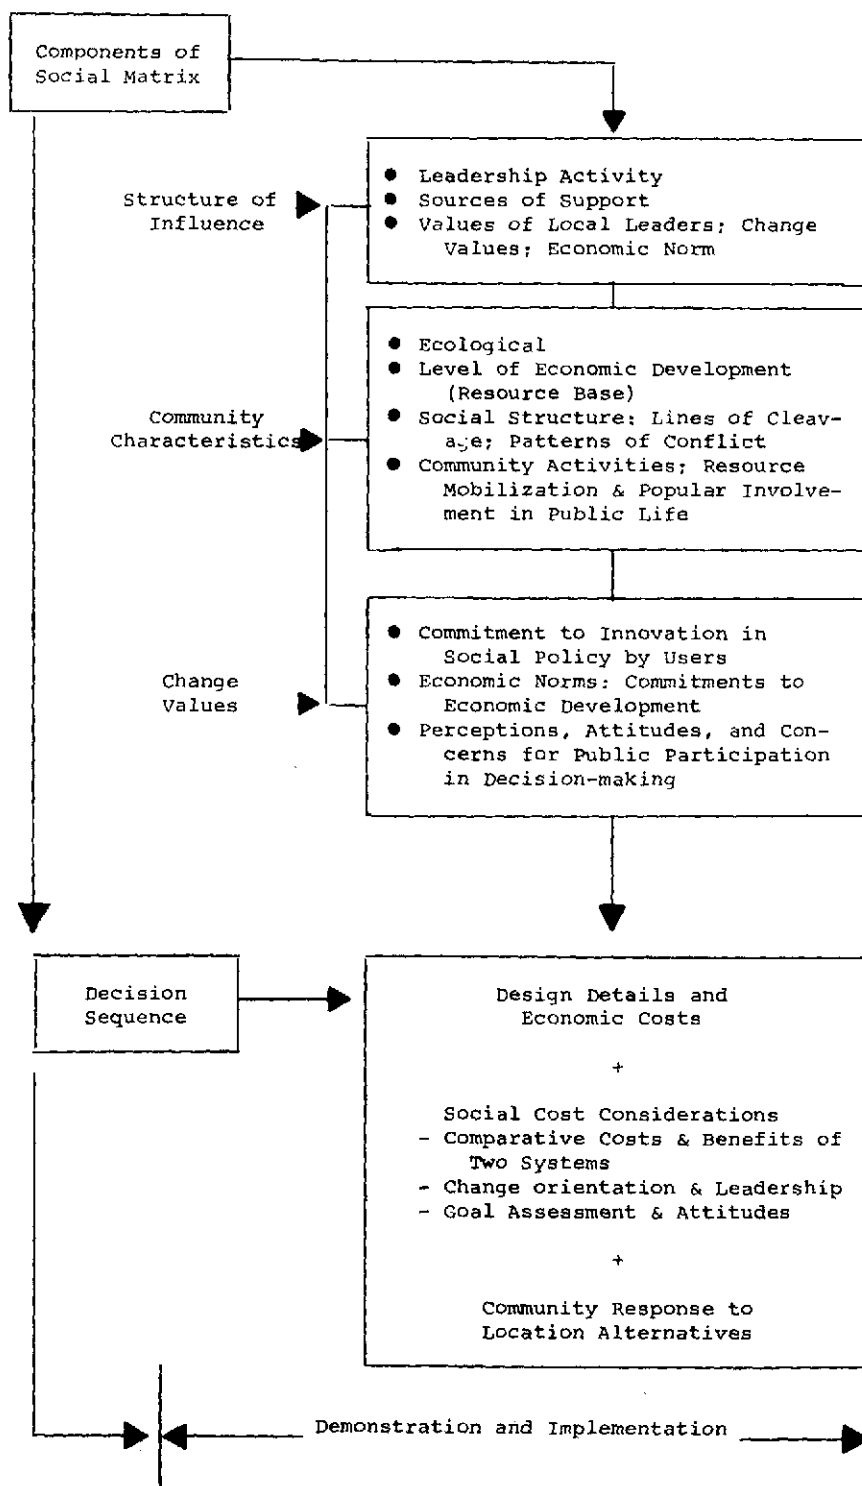 Components of
Social Matrix
Structure of
Influence
● Leadership Activity
● Sources of Support
● Values of Local Leaders; Change
Values; Economic Norm
Community
Characteristics
● Ecological
● Level of Economic Development
(Resource Base)
● Social Structure: Lines of Cleav-
age; Patterns of Conflict
● Community Activities; Resource
Mobilization & Popular Involve-
ment in Public Life
Change
Values
● Commitment to Innovation in
Social Policy by Users
● Economic Norms: Commitments to
Economic Development
● Perceptions, Attitudes, and Con-
cerns for Public Participation
in Decision-making
Decision
Sequence
Design Details and
Economic Costs
+
Social Cost Considerations
- Comparative Costs & Benefits of
Two Systems
- Change orientation & Leadership
- Goal Assessment & Attitudes
+
Community Response to
Location Alternatives
Demonstration and Implementation